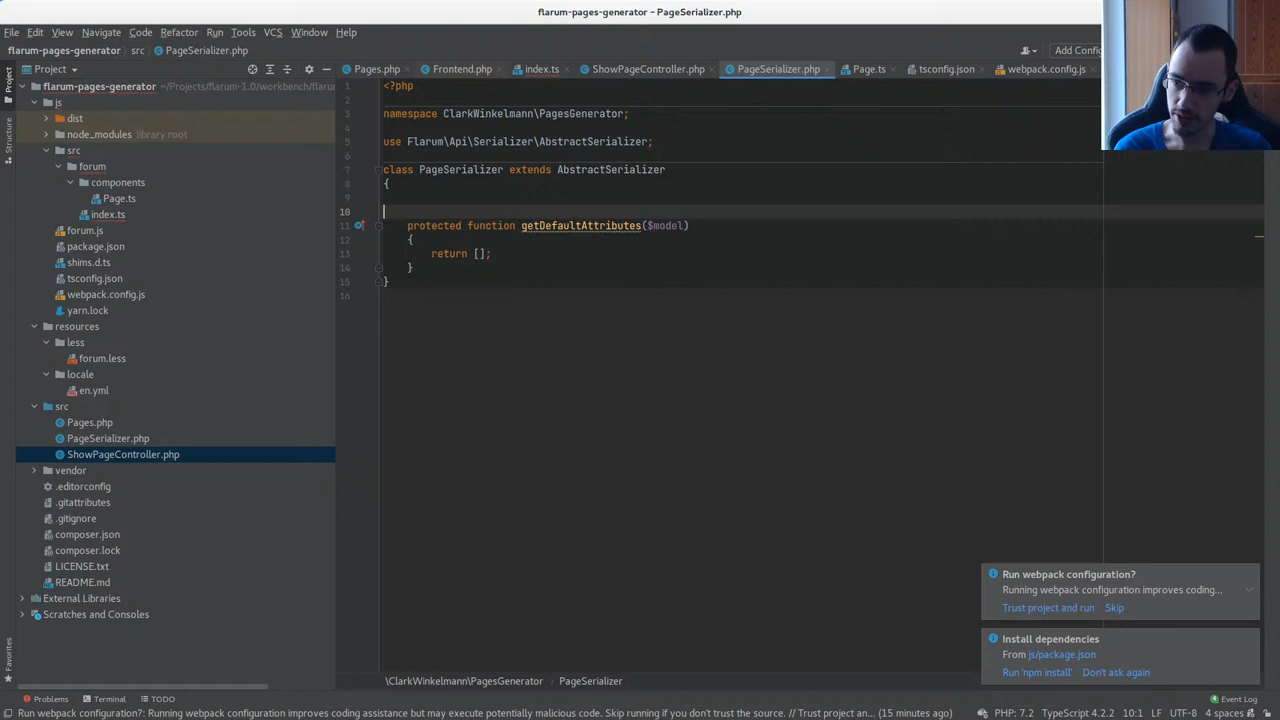 flarum-pages-generator – PageSerializer.php
File Edit View Navigate Code Refactor Run Tools VCS Window Help
flarum-pages-generator src PageSerializer.php Add Config
Project
Pages.php Frontend.php index.ts ShowPageController.php PageSerializer.php Page.ts tsconfig.json webpack.config.js
Project
Structure
Favorites
flarum-pages-generator ~/Projects/flarum-1.0/workbench/flarum
js
dist
node_modules library root
src
forum
components
Page.ts
index.ts
forum.js
package.json
shims.d.ts
tsconfig.json
webpack.config.js
yarn.lock
resources
less
forum.less
locale
en.yml
src
Pages.php
PageSerializer.php
ShowPageController.php
vendor
.editorconfig
.gitattributes
.gitignore
composer.json
composer.lock
LICENSE.txt
README.md
External Libraries
Scratches and Consoles
1 <?php
2
3 namespace ClarkWinkelmann\PagesGenerator;
4
5 use Flarum\Api\Serializer\AbstractSerializer;
6
7 class PageSerializer extends AbstractSerializer
8 {
9
10
11 protected function getDefaultAttributes($model)
12 {
13 return [];
14 }
15 }
16
Run webpack configuration?
Running webpack configuration improves coding...
Trust project and run Skip
Install dependencies
From js/package.json
Run 'npm install' Don't ask again
\ClarkWinkelmann\PagesGenerator PageSerializer
Problems Terminal TODO Event Log
Run webpack configuration?: Running webpack configuration improves coding assistance but may execute potentially malicious code. Skip running if you don't trust the source. // Trust project an... (15 minutes ago) PHP: 7.2 TypeScript 4.2.2 10:1 LF UTF-8 4 spaces